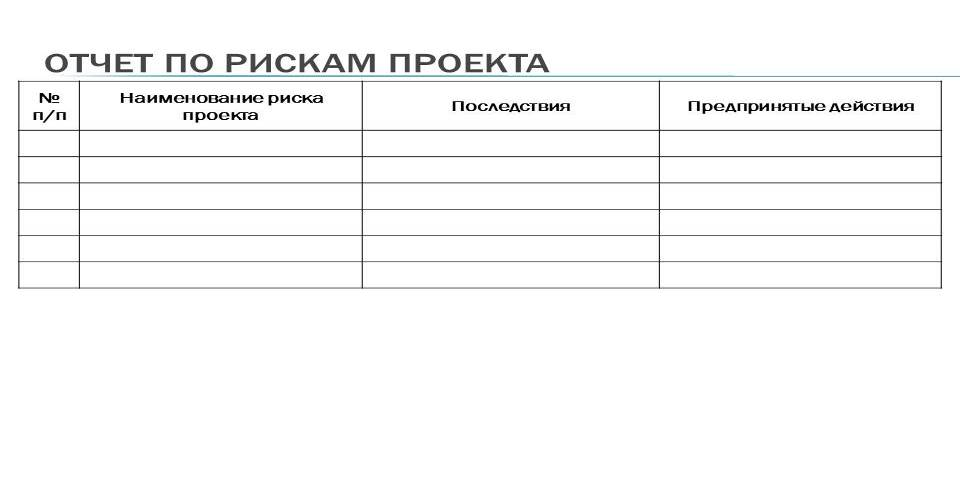 ОТЧЕТ ПО РИСКАМ ПРОЕКТА
№
п/п
Наименование риска
проекта
Последствия
Предпринятые действия